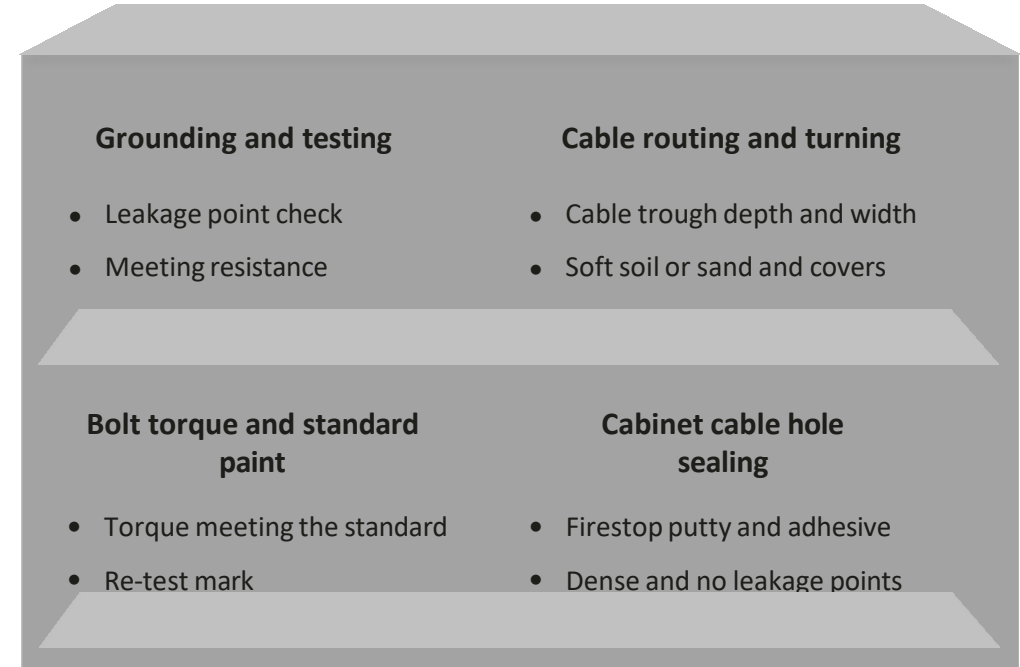 Grounding and testing
• Leakage point check
• Meeting resistance
Cable routing and turning
• Cable trough depth and width
• Soft soil or sand and covers
Bolt torque and standard
paint
• Torque meeting the standard
• Re-test mark
Cabinet cable hole
sealing
• Firestop putty and adhesive
• Dense and no leakage points